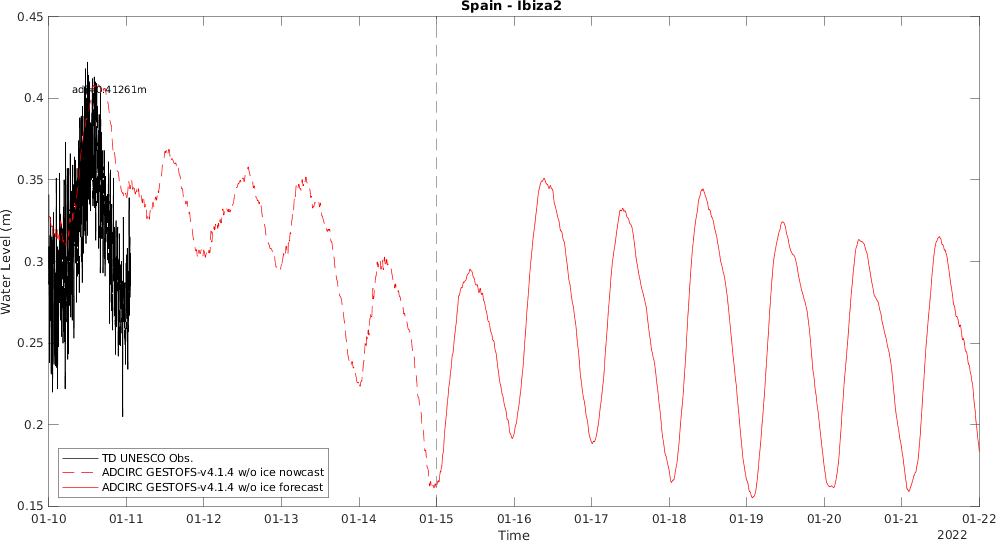 Spain - Ibiza2
0.45
0.4
0.35
0.3
0.25
0.2
0.15
Water Level (m)
41261m
TD UNESCO Obs.
ADCIRC GESTOFS-v4.1.4 w/o ice nowcast
ADCIRC GESTOFS-v4.1.4 w/o ice forecast
01-10 01-11 01-12 01-13 01-14 01-15 01-16 01-17 01-18 01-19 01-20 01-21 01-22
Time
2022